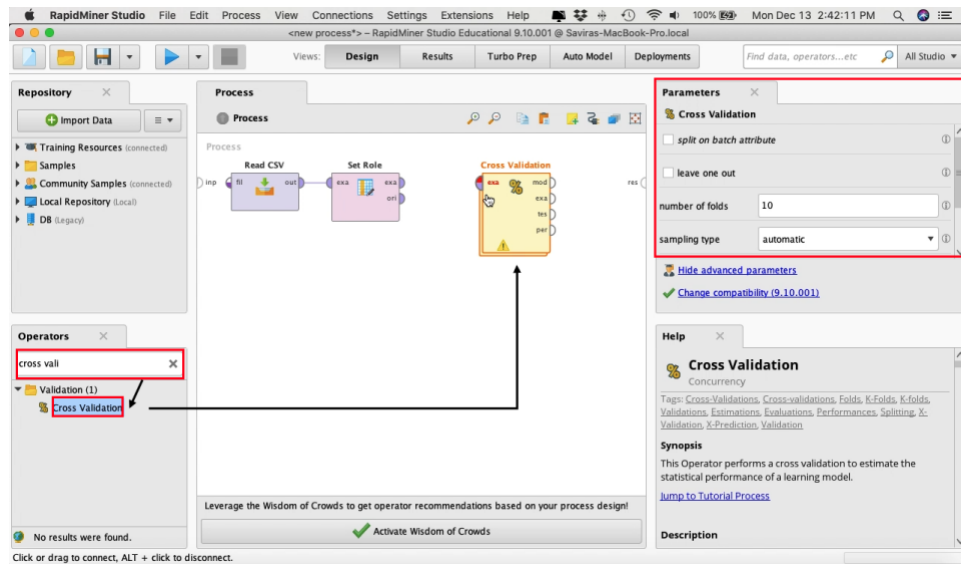 RapidMiner Studio File Edit Process View Connections Settings Extensions Help 100% Mon Dec 13 2:42:11 PM
<new process*> – RapidMiner Studio Educational 9.10.001 @ Saviras-MacBook-Pro.local
Views: Design Results Turbo Prep Auto Model Deployments Find data, operators...etc All Studio
Repository
Import Data
Training Resources (connected)
Samples
Community Samples (connected)
Local Repository (Local)
DB (Legacy)
Operators
cross vali
Validation (1)
Cross Validation
No results were found.
Process
Process
Process
inp
Read CSV
fil out
Set Role
exa exa
ori
Cross Validation
exa mod
exa
tes
per
res
Leverage the Wisdom of Crowds to get operator recommendations based on your process design!
Activate Wisdom of Crowds
Parameters
Cross Validation
split on batch attribute
leave one out
number of folds 10
sampling type automatic
Hide advanced parameters
Change compatibility (9.10.001)
Help
Cross Validation
Concurrency
Tags: Cross-Validations, Cross-validations, Folds, K-Folds, K-folds,
Validations, Estimations, Evaluations, Performances, Splitting, X-
Validation, X-Prediction, Validation
Synopsis
This Operator performs a cross validation to estimate the
statistical performance of a learning model.
Jump to Tutorial Process
Description
Click or drag to connect, ALT + click to disconnect.